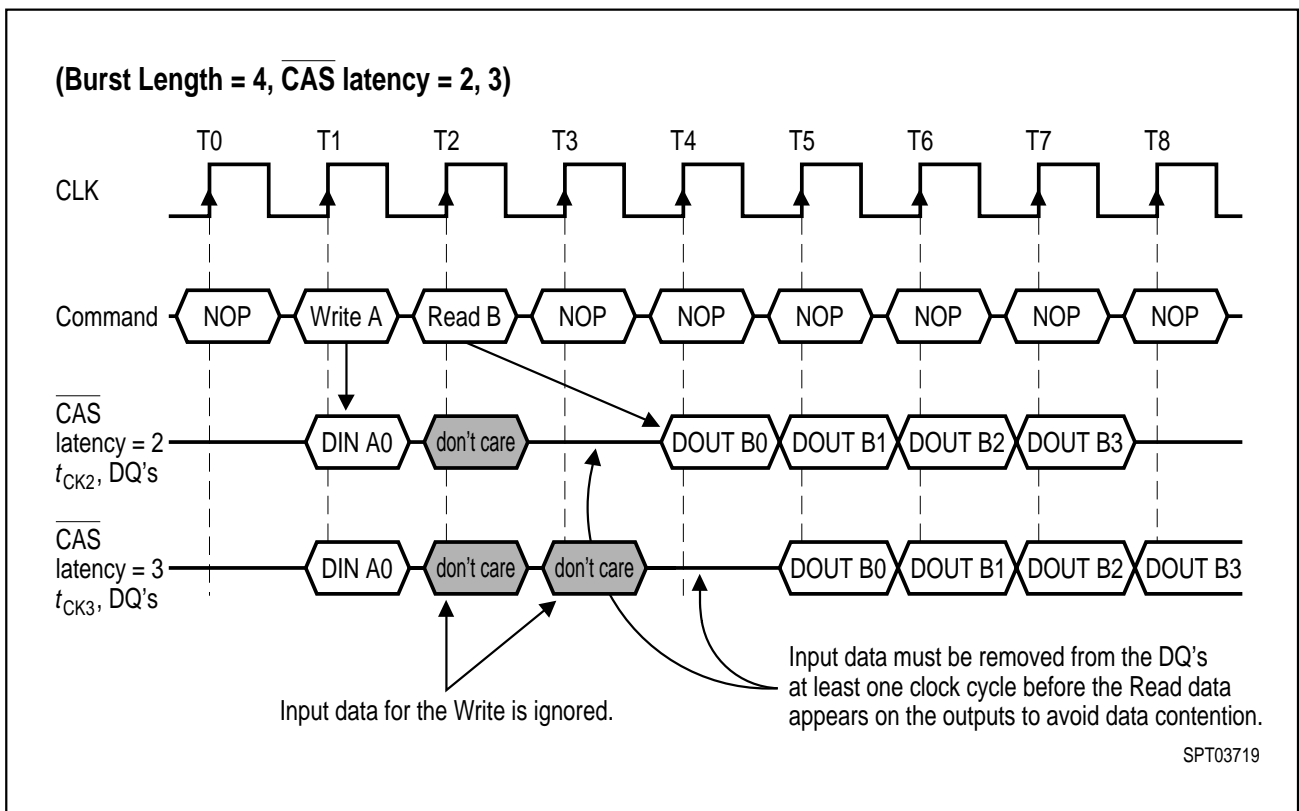 (Burst Length = 4, CAS latency = 2, 3)
T0 T1 T2 T3 T4 T5 T6 T7 T8
CLK
Command NOP Write A Read B NOP NOP NOP NOP NOP NOP
CAS
latency = 2 DIN A0 don't care DOUT B0 DOUT B1 DOUT B2 DOUT B3
tCK2, DQ's
CAS
latency = 3 DIN A0 don't care don't care DOUT B0 DOUT B1 DOUT B2 DOUT B3
tCK3, DQ's
Input data for the Write is ignored.
Input data must be removed from the DQ's
at least one clock cycle before the Read data
appears on the outputs to avoid data contention.
SPT03719